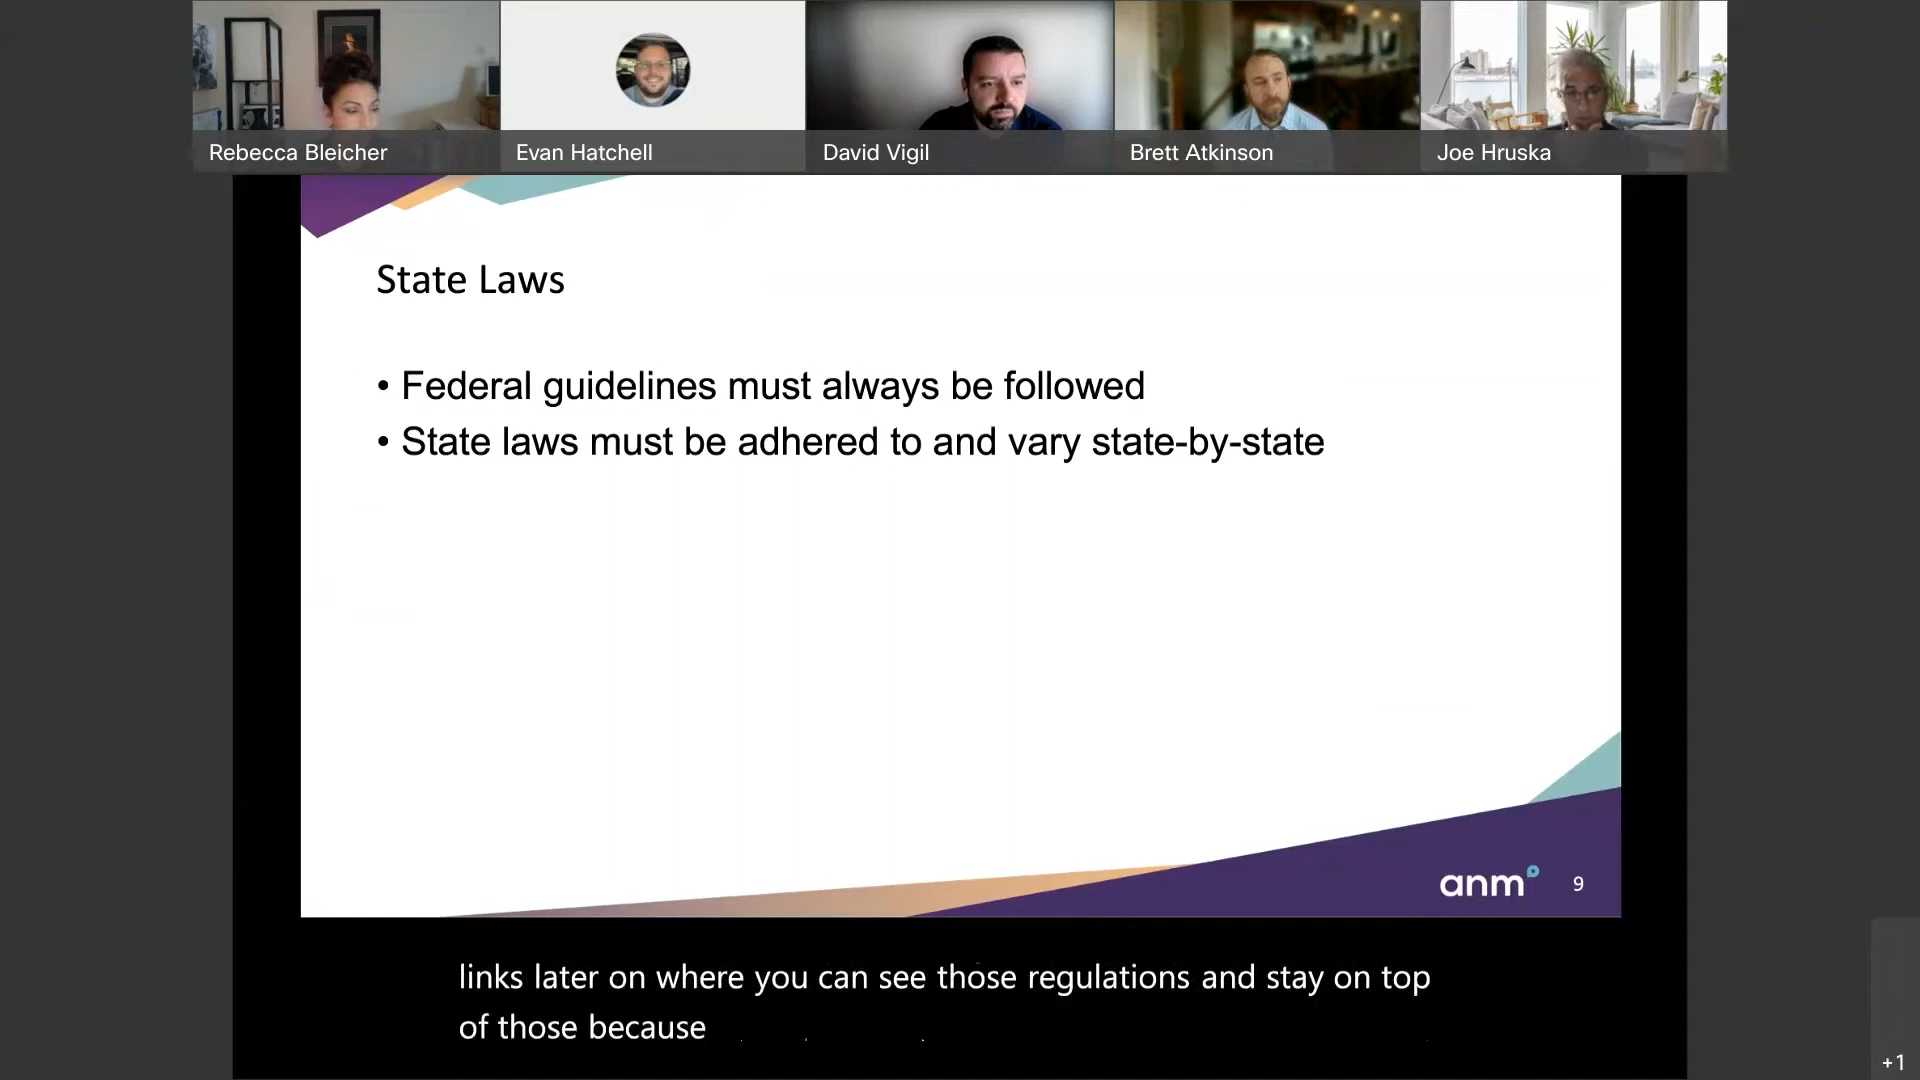 Rebecca Bleicher
Evan Hatchell
David Vigil
Brett Atkinson
Joe Hruska
State Laws
• Federal guidelines must always be followed
• State laws must be adhered to and vary state-by-state
anm
9
links later on where you can see those regulations and stay on top
of those because
+1